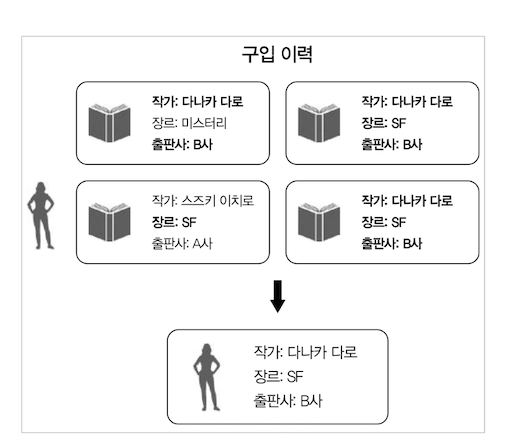 구입 이력
작가: 다나카 다로
장르: 미스터리
출판사: B사
작가: 다나카 다로
장르: SF
출판사: B사
작가: 스즈키 이치로
장르: SF
출판사: A사
작가: 다나카 다로
장르: SF
출판사: B사
작가: 다나카 다로
장르: SF
출판사: B사